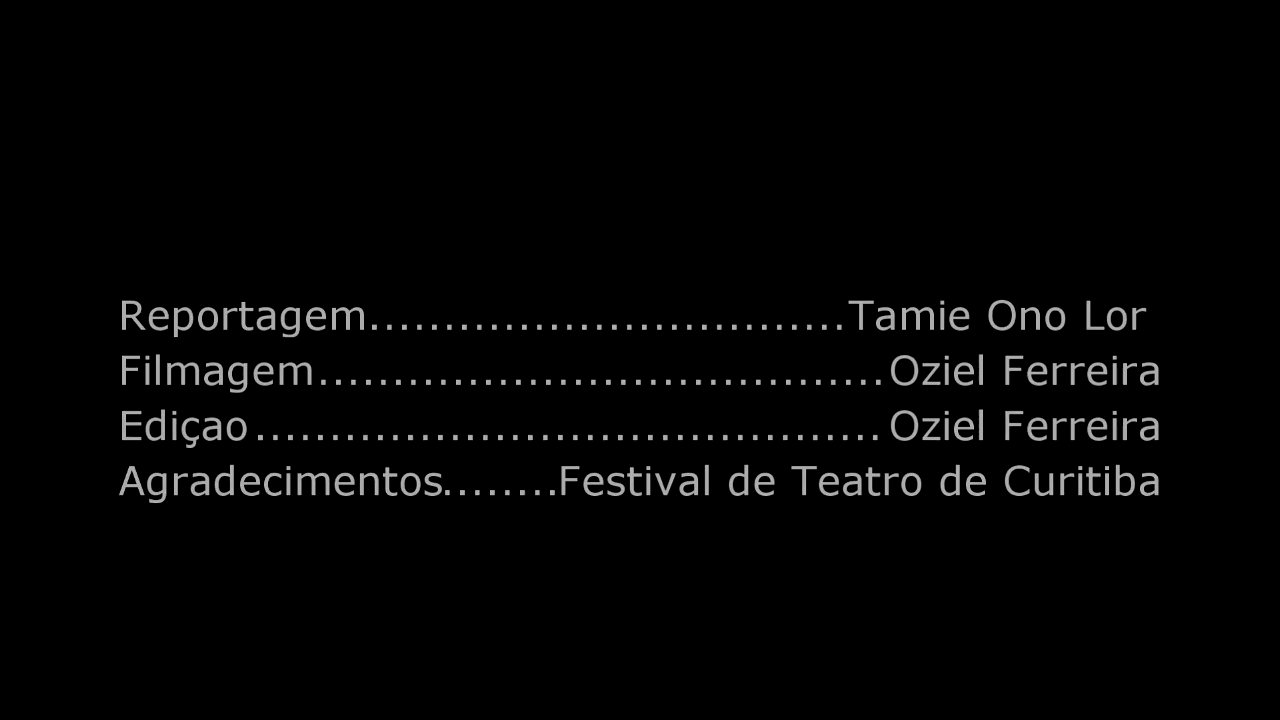 Reportagem................................Tamie Ono Lor
Filmagem......................................Oziel Ferreira
Ediçao..........................................Oziel Ferreira
Agradecimentos........Festival de Teatro de Curitiba